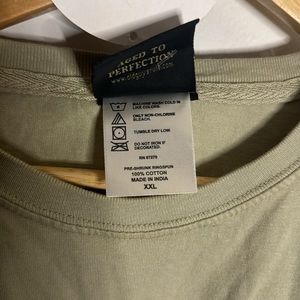 AGED TO
PERFECTION
MACHINE WASH COLD IN
LIKE COLORS.
ONLY NON-CHLORINE
BLEACH.
TUMBLE DRY LOW
DO NOT IRON IF
DECORATED.
RN 87379
PRE-SHRUNK RINGSPUN
100% COTTON
MADE IN INDIA
XXL